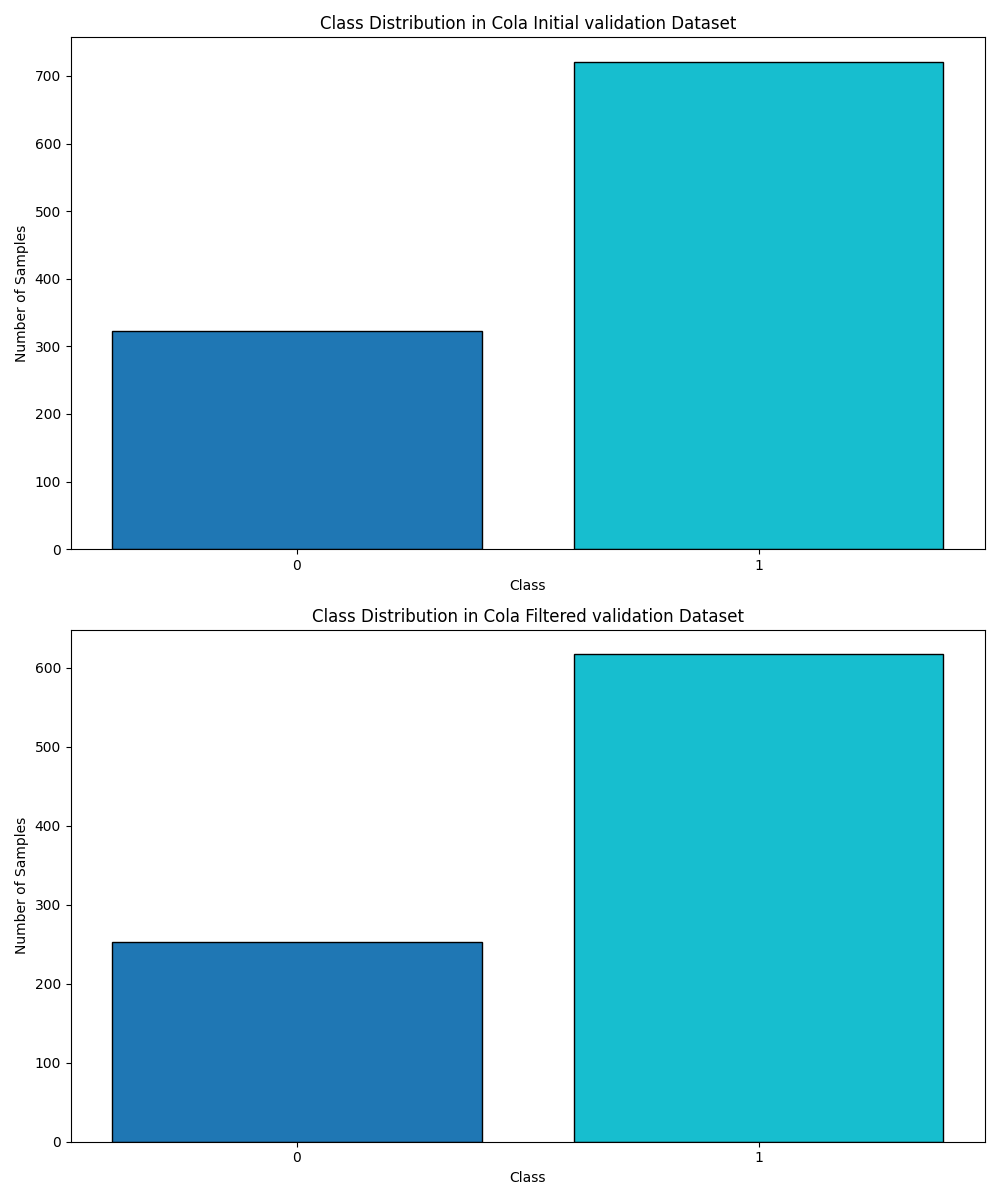 Class Distribution in Cola Initial validation Dataset
Number of Samples
700
600
500
400
300
200
100
0
0 1
Class
Class Distribution in Cola Filtered validation Dataset
Number of Samples
600
500
400
300
200
100
0
0 1
Class